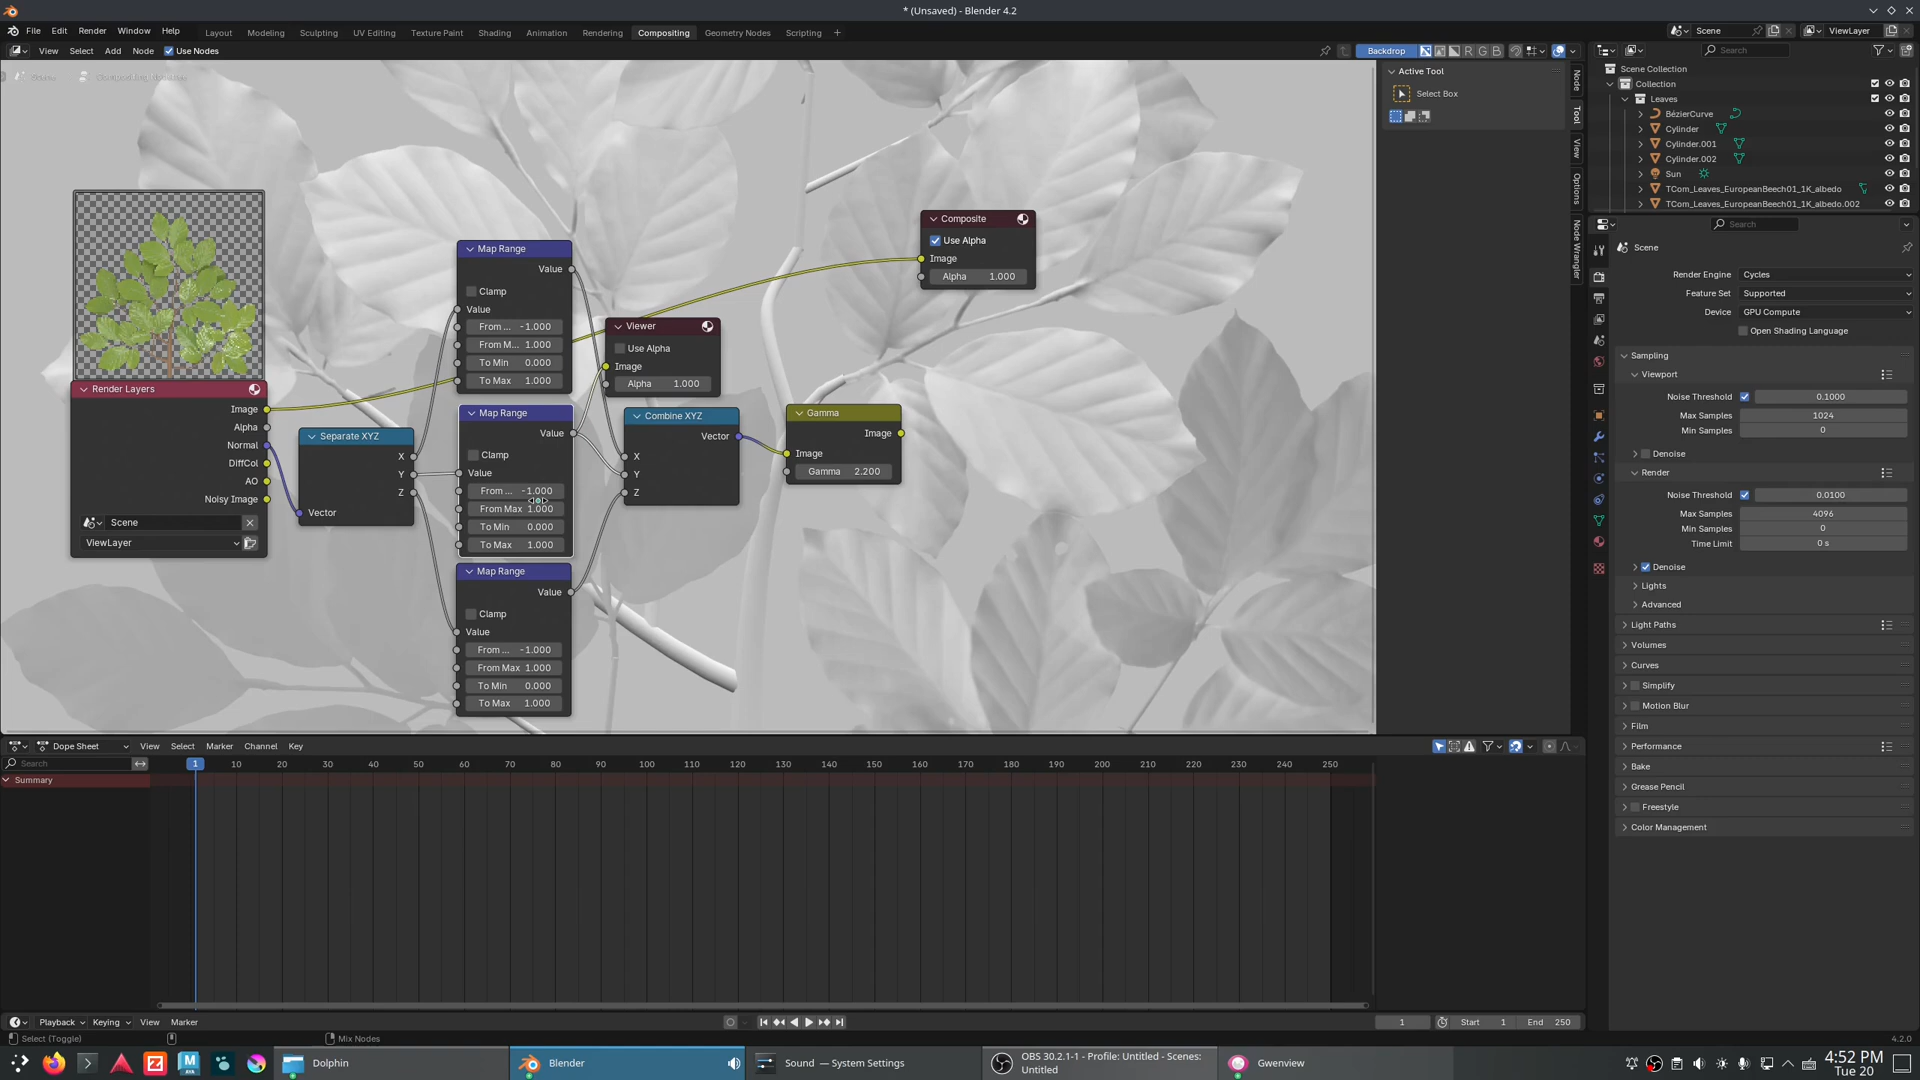 * (Unsaved) - Blender 4.2
File Edit Render Window Help Layout Modeling Sculpting UV Editing Texture Paint Shading Animation Rendering Compositing Geometry Nodes Scripting + Scene ViewLayer
View Select Add Node Use Nodes Backdrop R G B Search
Active Tool
Select Box
Node
Tool
View
Options
Node Wrangler
Scene Collection
Collection
Leaves
BézierCurve
Cylinder
Cylinder.001
Cylinder.002
Sun
TCom_Leaves_EuropeanBeech01_1K_albedo
TCom_Leaves_EuropeanBeech01_1K_albedo.002
Render Layers
Image
Alpha
Normal
DiffCol
AO
Noisy Image
Scene
ViewLayer
Separate XYZ
X
Y
Z
Vector
Map Range
Value
Clamp
Value
From ... -1.000
From M... 1.000
To Min 0.000
To Max 1.000
Map Range
Value
Clamp
Value
From ... -1.000
From Max 1.000
To Min 0.000
To Max 1.000
Map Range
Value
Clamp
Value
From ... -1.000
From Max 1.000
To Min 0.000
To Max 1.000
Viewer
Use Alpha
Image
Alpha 1.000
Combine XYZ
Vector
X
Y
Z
Gamma
Image
Image
Gamma 2.200
Composite
Use Alpha
Image
Alpha 1.000
Search
Scene
Render Engine Cycles
Feature Set Supported
Device GPU Compute
Open Shading Language
Sampling
Viewport
Noise Threshold 0.1000
Max Samples 1024
Min Samples 0
Denoise
Render
Noise Threshold 0.0100
Max Samples 4096
Min Samples 0
Time Limit 0 s
Denoise
Lights
Advanced
Light Paths
Volumes
Curves
Simplify
Motion Blur
Film
Performance
Bake
Grease Pencil
Freestyle
Color Management
Dope Sheet View Select Marker Channel Key
Search 1 10 20 30 40 50 60 70 80 90 100 110 120 130 140 150 160 170 180 190 200 210 220 230 240 250
Summary
Playback Keying View Marker 1 Start 1 End 250
Select (Toggle) Mix Nodes 4.2.0
Dolphin Blender Sound — System Settings OBS 30.2.1-1 - Profile: Untitled - Scenes: Untitled Gwenview 4:52 PM
Tue 20